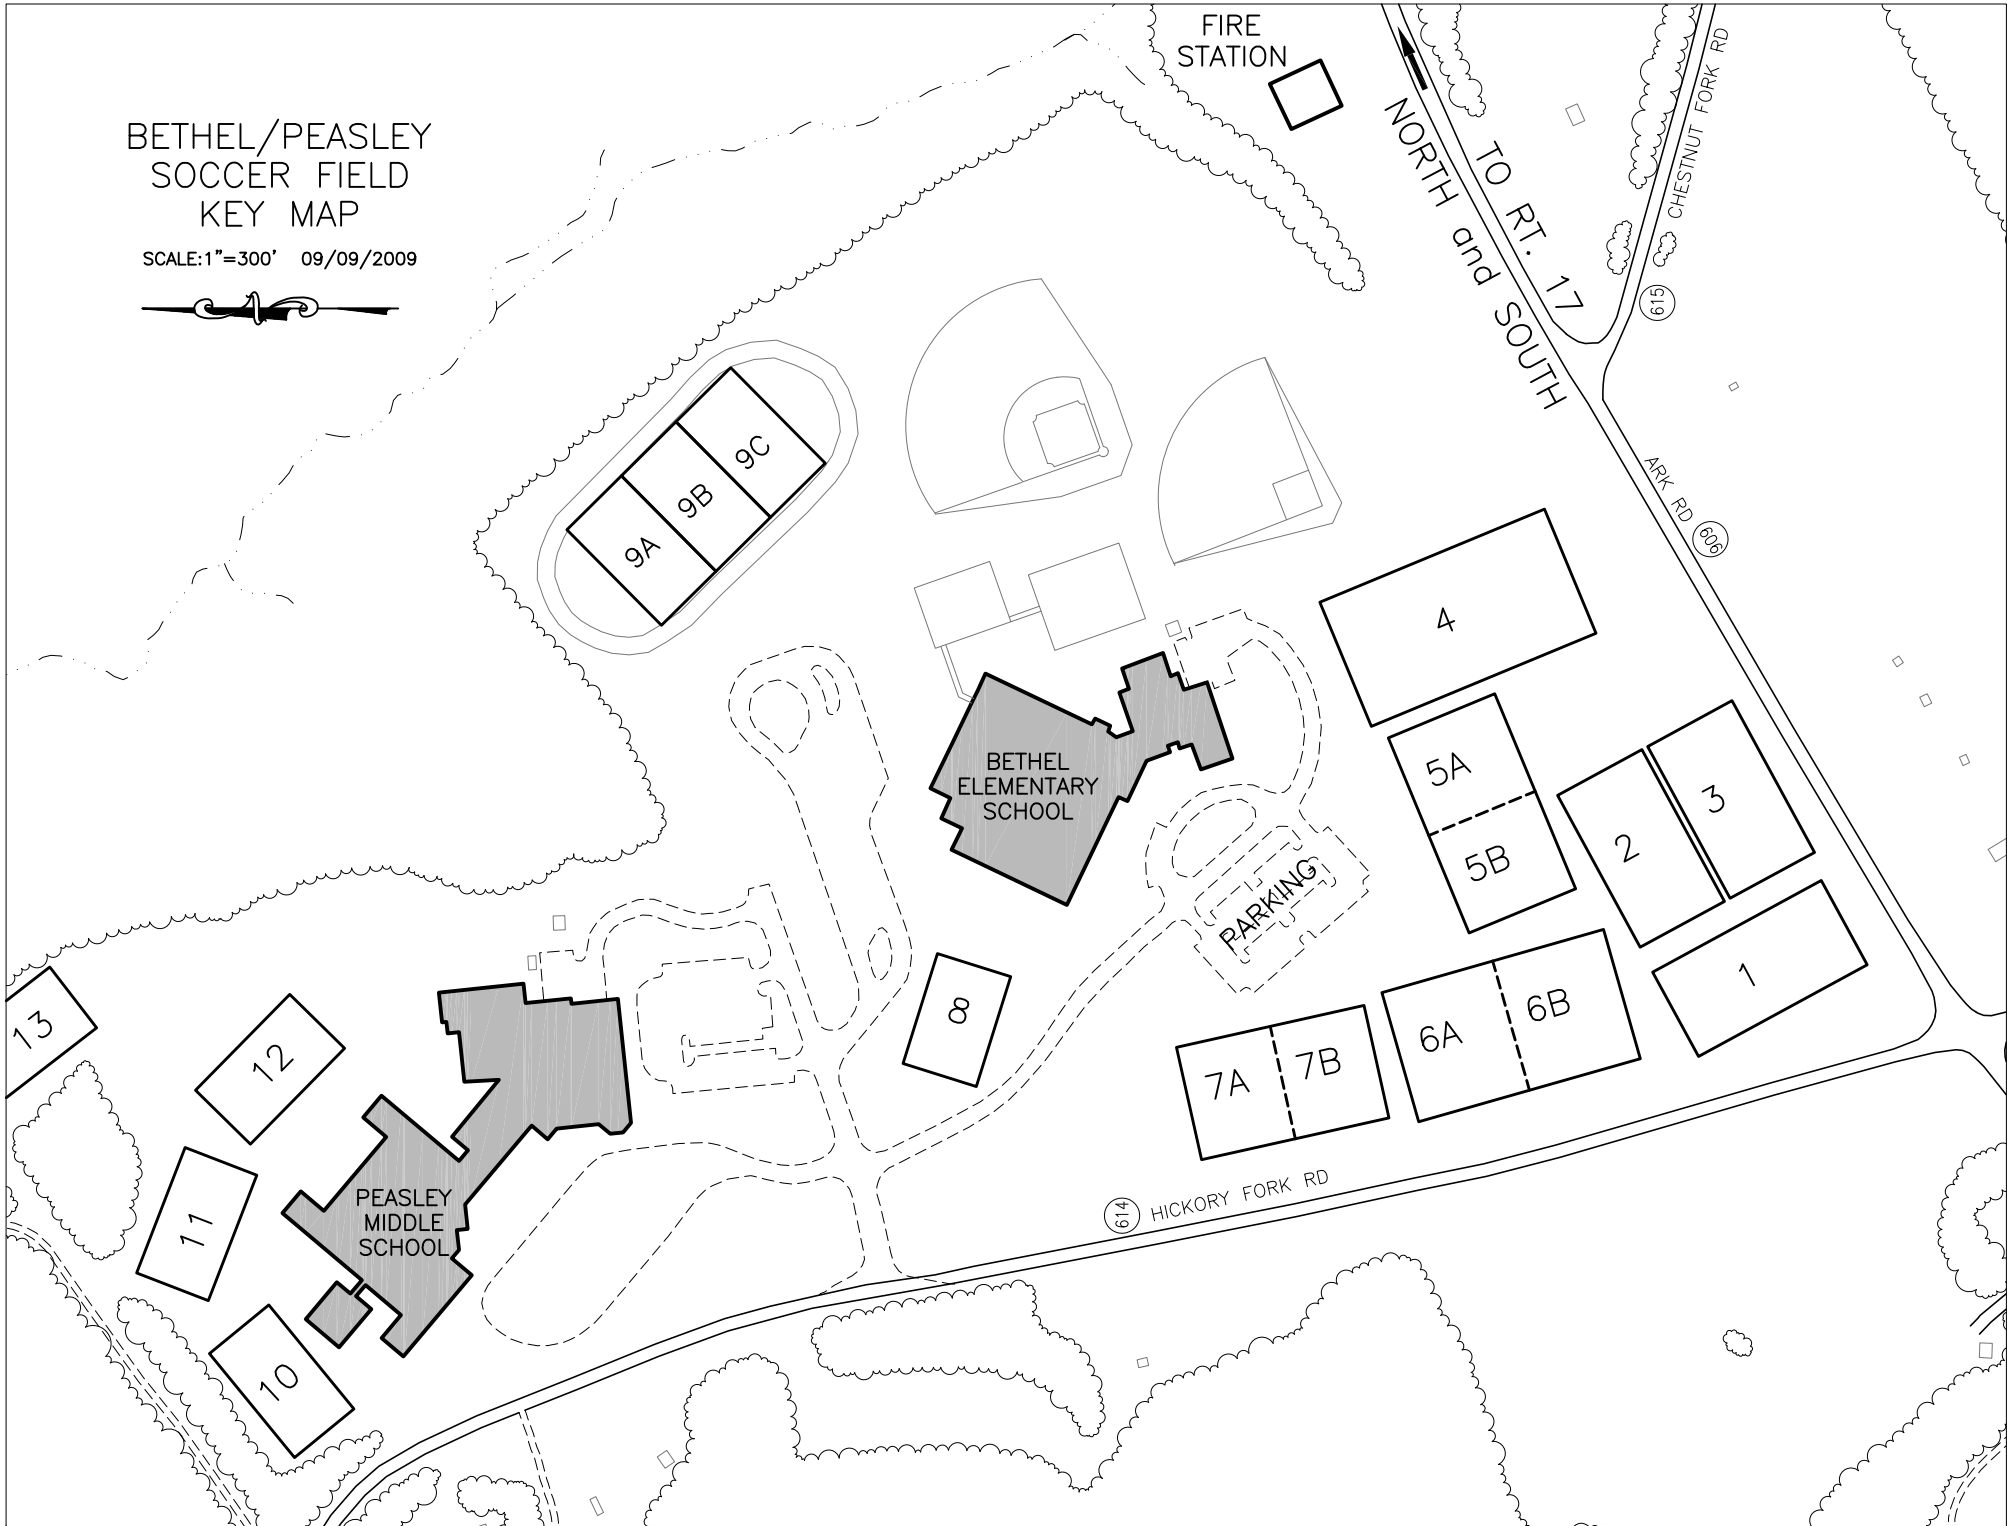 FIRE
STATION
BETHEL/PEASLEY
SOCCER FIELD
KEY MAP
SCALE:1"=300' 09/09/2009
TO RT. 17
NORTH and SOUTH
CHESTNUT FORK RD
615
ARK RD
606
9A
9B
9C
4
5A
5B
2
3
1
BETHEL
ELEMENTARY
SCHOOL
PARKING
6A
6B
7A
7B
8
13
12
11
10
PEASLEY
MIDDLE
SCHOOL
614
HICKORY FORK RD